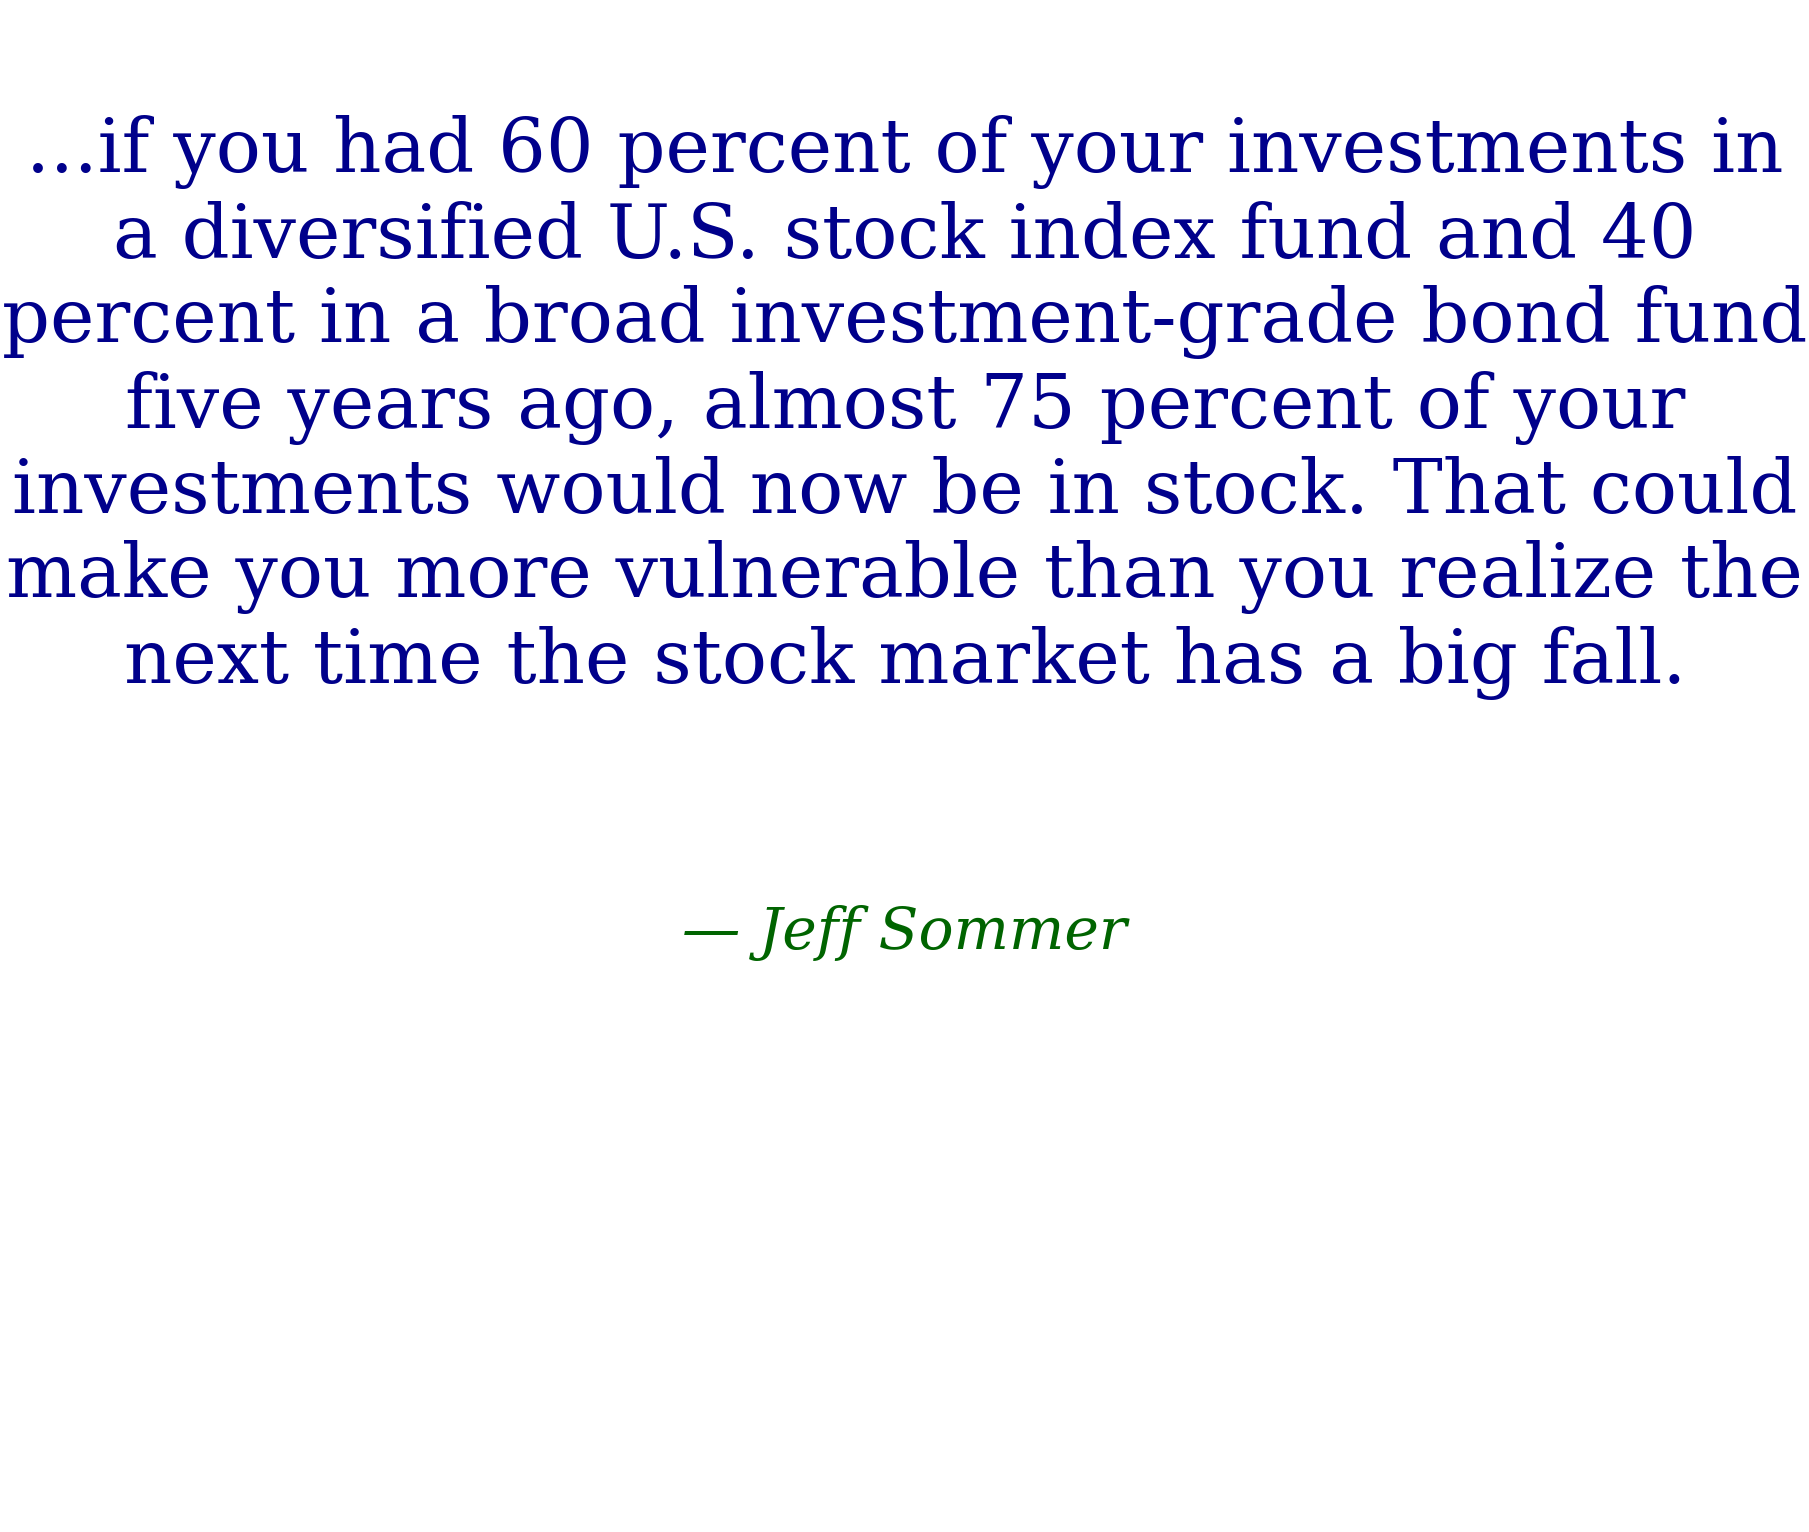 ...if you had 60 percent of your investments in
a diversified U.S. stock index fund and 40
percent in a broad investment-grade bond fund
five years ago, almost 75 percent of your
investments would now be in stock. That could
make you more vulnerable than you realize the
next time the stock market has a big fall.
— Jeff Sommer